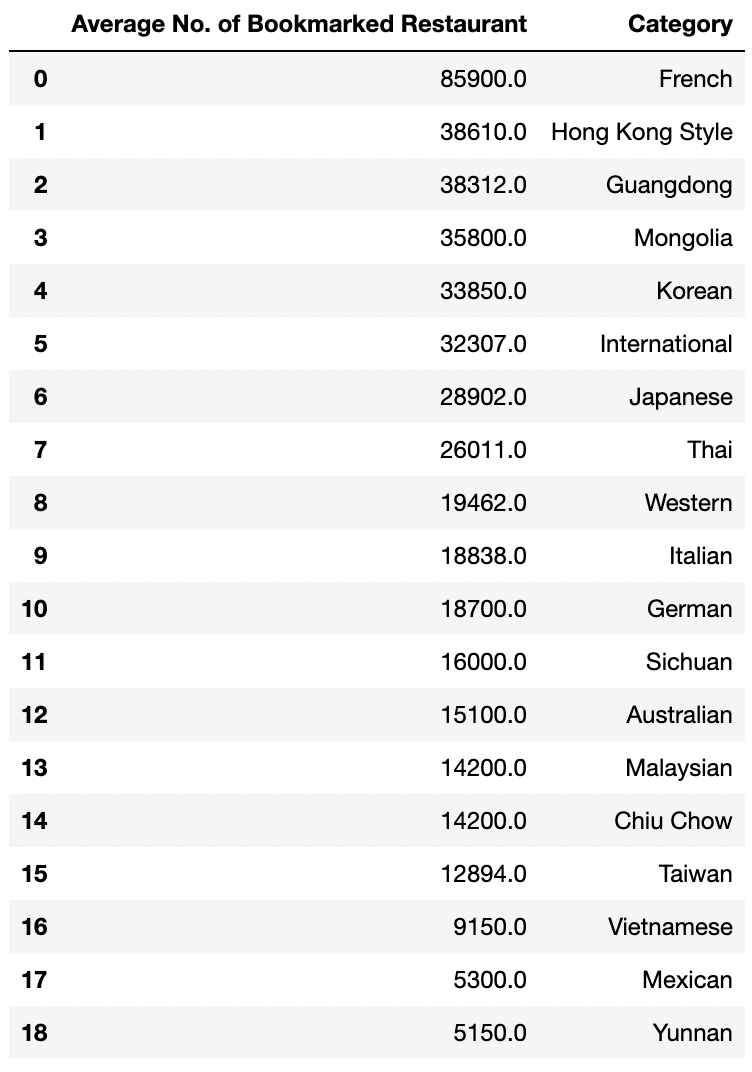 Average No. of Bookmarked Restaurant Category
0 85900.0 French
1 38610.0 Hong Kong Style
2 38312.0 Guangdong
3 35800.0 Mongolia
4 33850.0 Korean
5 32307.0 International
6 28902.0 Japanese
7 26011.0 Thai
8 19462.0 Western
9 18838.0 Italian
10 18700.0 German
11 16000.0 Sichuan
12 15100.0 Australian
13 14200.0 Malaysian
14 14200.0 Chiu Chow
15 12894.0 Taiwan
16 9150.0 Vietnamese
17 5300.0 Mexican
18 5150.0 Yunnan